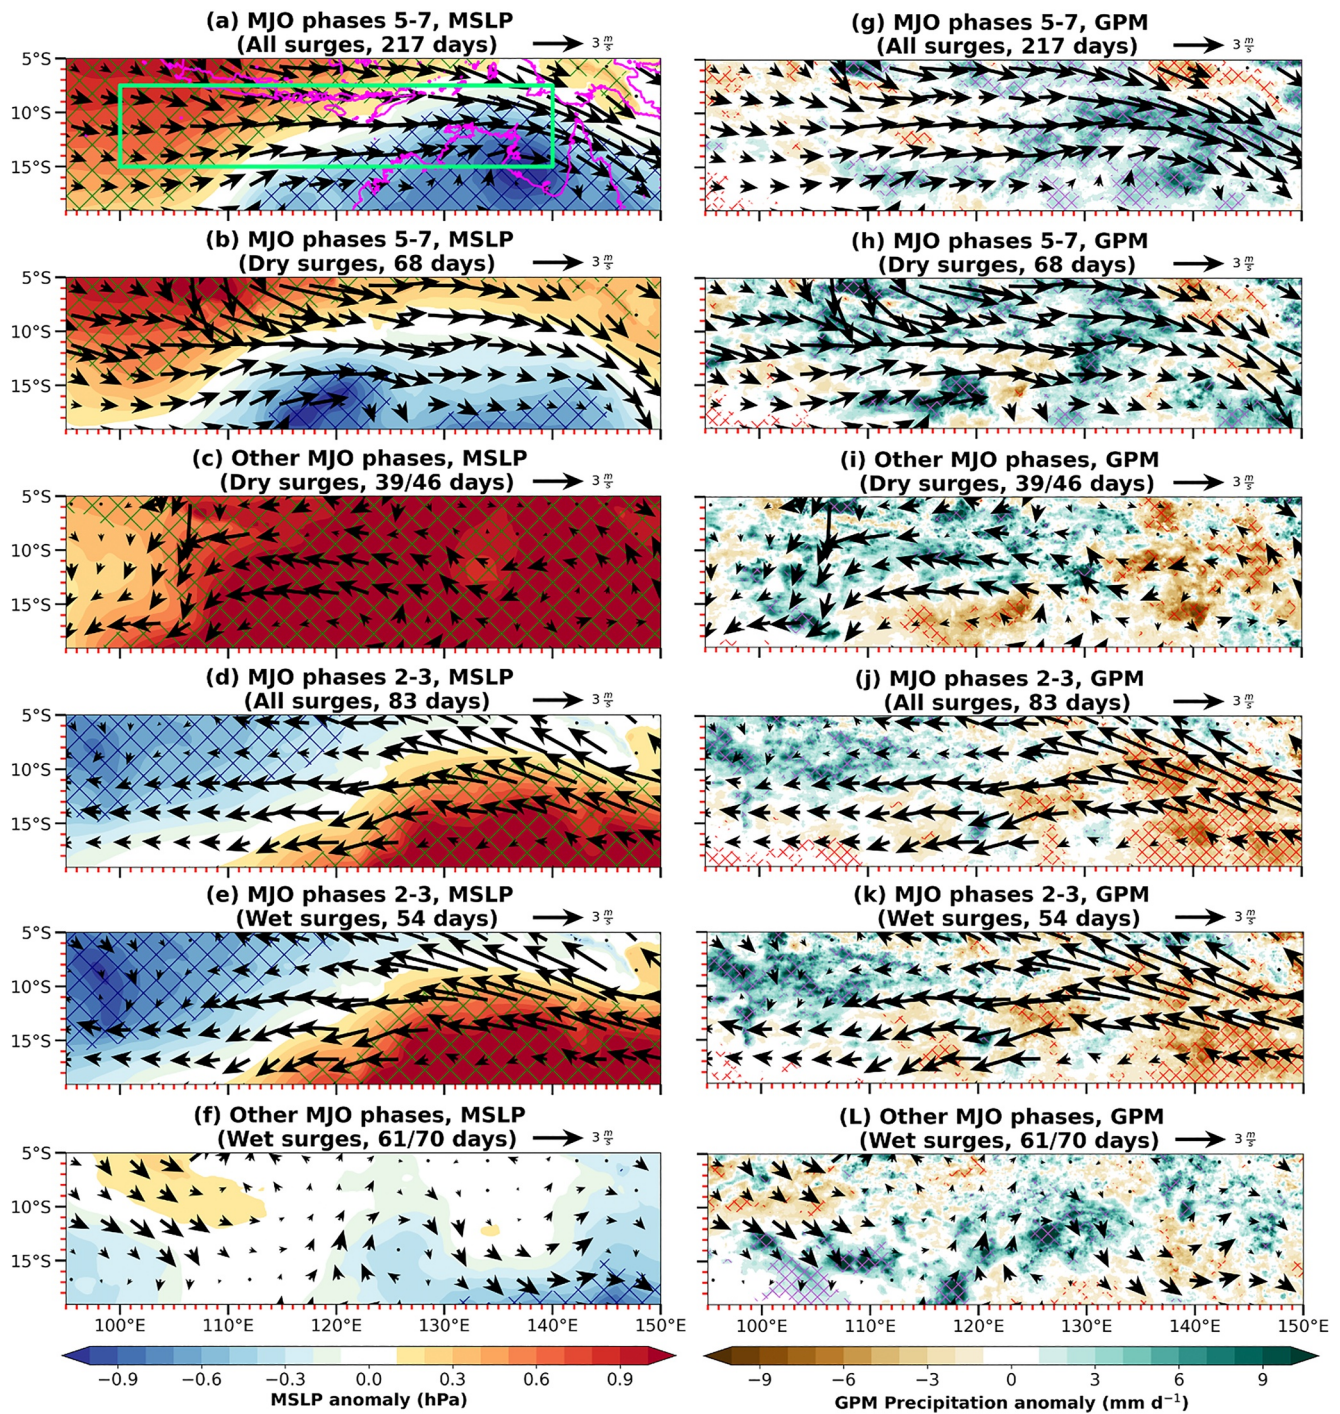 (a) MJO phases 5-7, MSLP
(All surges, 217 days) 3 m/s
5°S
10°S
15°S
(g) MJO phases 5-7, GPM
(All surges, 217 days) 3 m/s
(b) MJO phases 5-7, MSLP
(Dry surges, 68 days) 3 m/s
5°S
10°S
15°S
(h) MJO phases 5-7, GPM
(Dry surges, 68 days) 3 m/s
(c) Other MJO phases, MSLP
(Dry surges, 39/46 days) 3 m/s
5°S
10°S
15°S
(i) Other MJO phases, GPM
(Dry surges, 39/46 days) 3 m/s
(d) MJO phases 2-3, MSLP
(All surges, 83 days) 3 m/s
5°S
10°S
15°S
(j) MJO phases 2-3, GPM
(All surges, 83 days) 3 m/s
(e) MJO phases 2-3, MSLP
(Wet surges, 54 days) 3 m/s
5°S
10°S
15°S
(k) MJO phases 2-3, GPM
(Wet surges, 54 days) 3 m/s
(f) Other MJO phases, MSLP
(Wet surges, 61/70 days) 3 m/s
5°S
10°S
15°S
(L) Other MJO phases, GPM
(Wet surges, 61/70 days) 3 m/s
100°E 110°E 120°E 130°E 140°E 150°E
100°E 110°E 120°E 130°E 140°E 150°E
−0.9 −0.6 −0.3 0.0 0.3 0.6 0.9
MSLP anomaly (hPa)
−9 −6 −3 0 3 6 9
GPM Precipitation anomaly (mm d⁻¹)